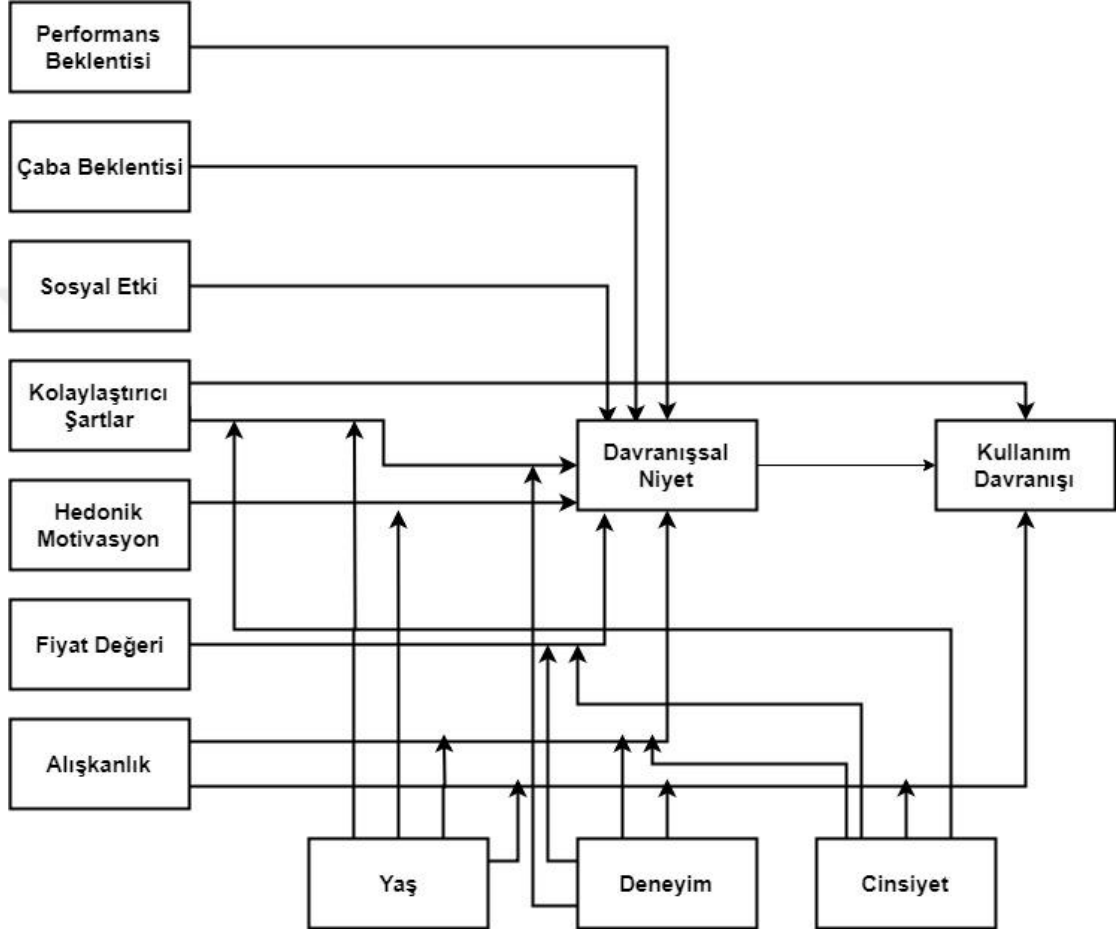 Performans
Beklentisi
Çaba Beklentisi
Sosyal Etki
Kolaylaştırıcı
Şartlar
Davranışsal
Niyet
Kullanım
Davranışı
Hedonik
Motivasyon
Fiyat Değeri
Alışkanlık
Yaş
Deneyim
Cinsiyet